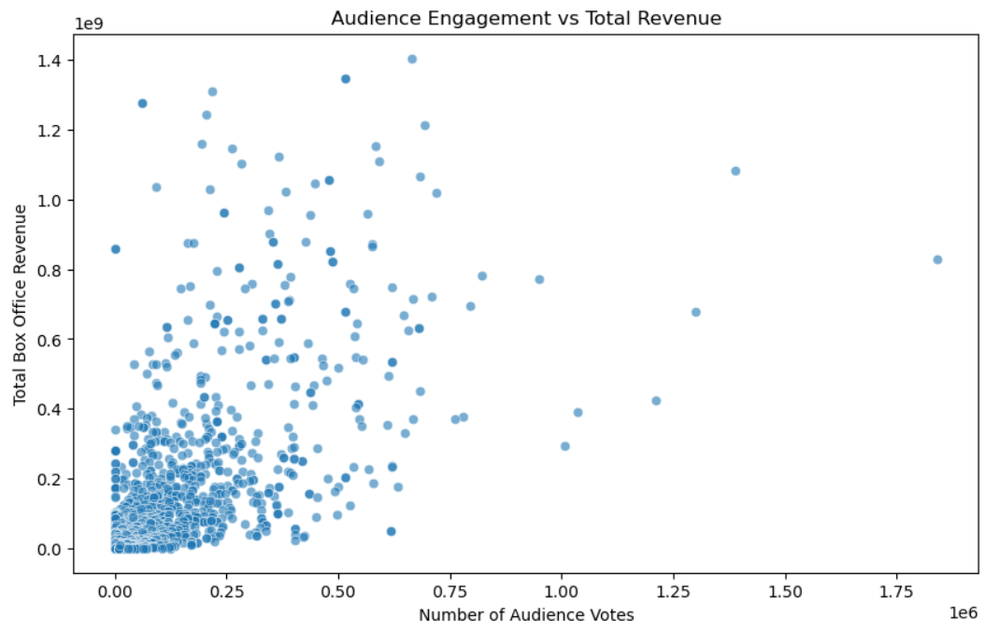 Audience Engagement vs Total Revenue
1e9
1.4
1.2
1.0
0.8
0.6
0.4
0.2
0.0
Total Box Office Revenue
0.00 0.25 0.50 0.75 1.00 1.25 1.50 1.75
Number of Audience Votes
1e6